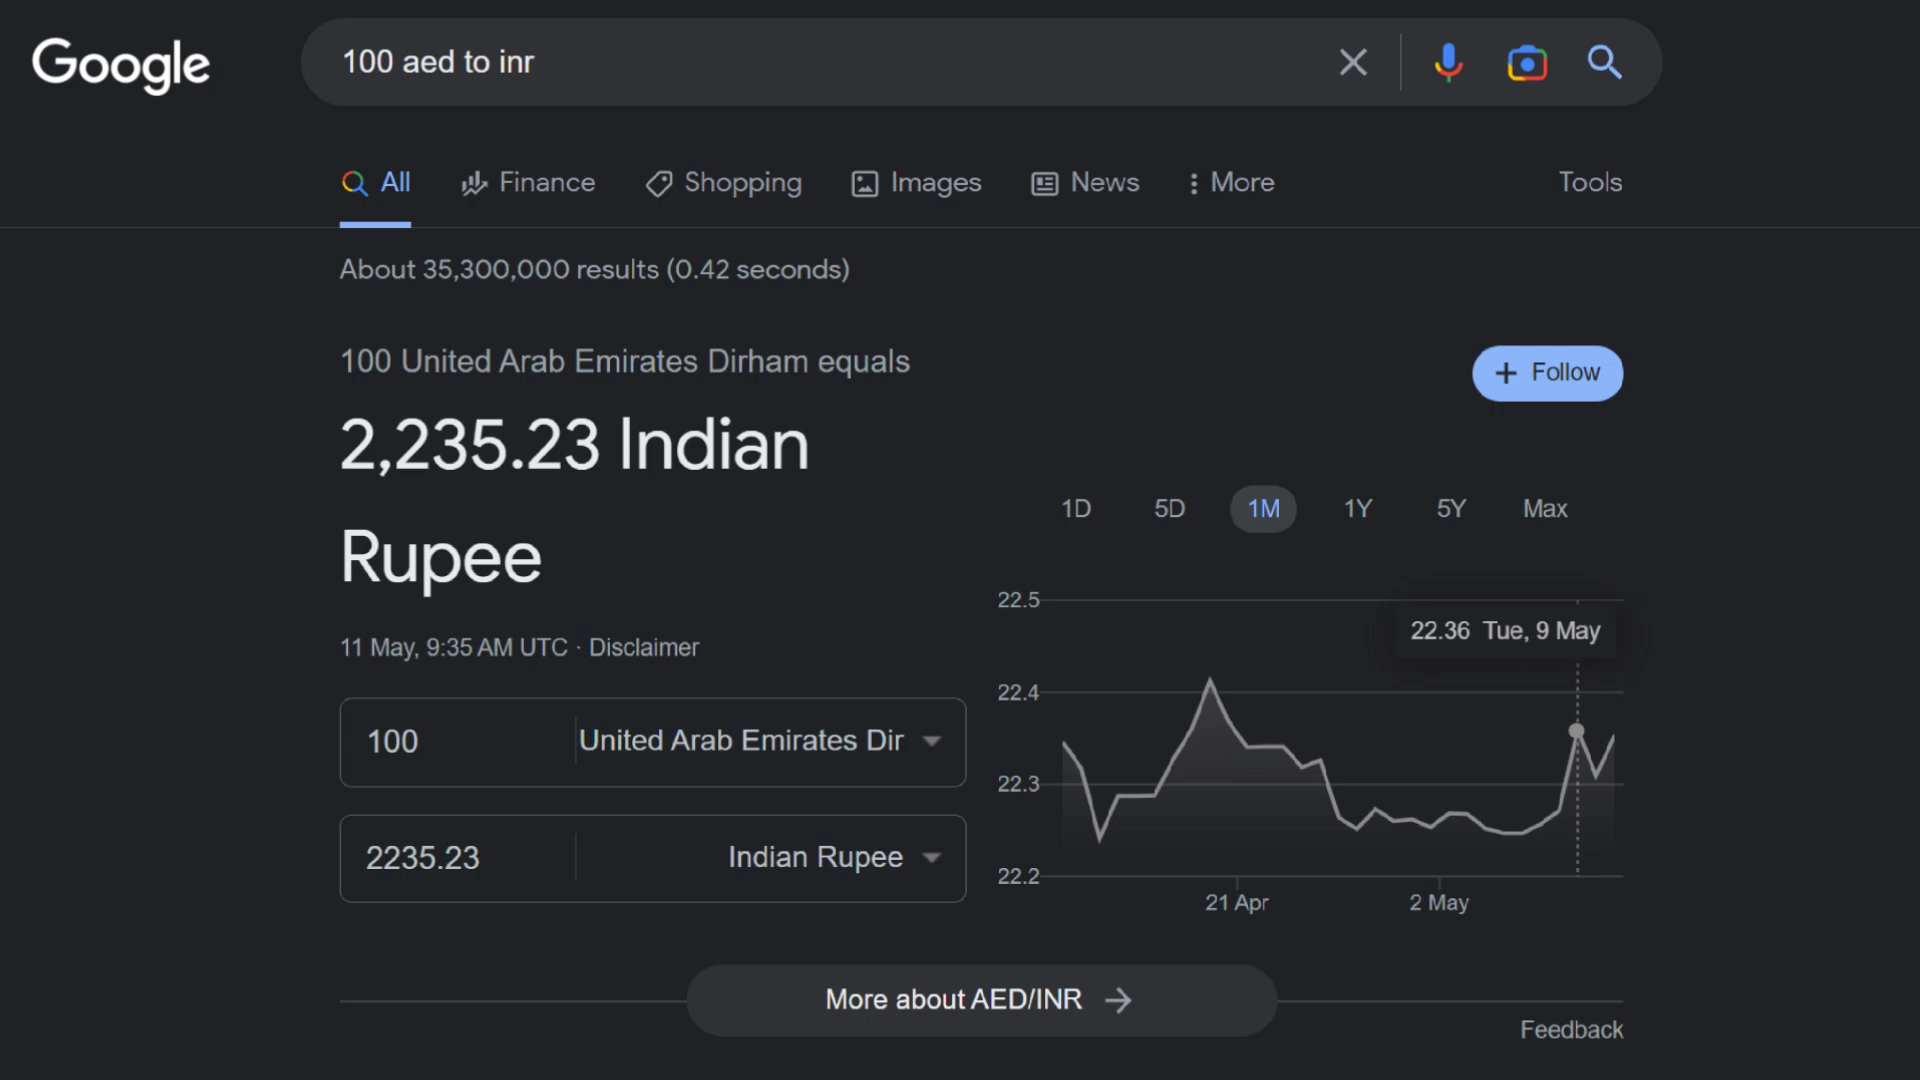 Google
100 aed to inr
All Finance Shopping Images News More Tools
About 35,300,000 results (0.42 seconds)
100 United Arab Emirates Dirham equals
2,235.23 Indian
Rupee
11 May, 9:35 AM UTC · Disclaimer
100 United Arab Emirates Dir
2235.23 Indian Rupee
+ Follow
1D 5D 1M 1Y 5Y Max
22.5
22.36 Tue, 9 May
22.4
22.3
22.2
21 Apr 2 May
More about AED/INR →
Feedback